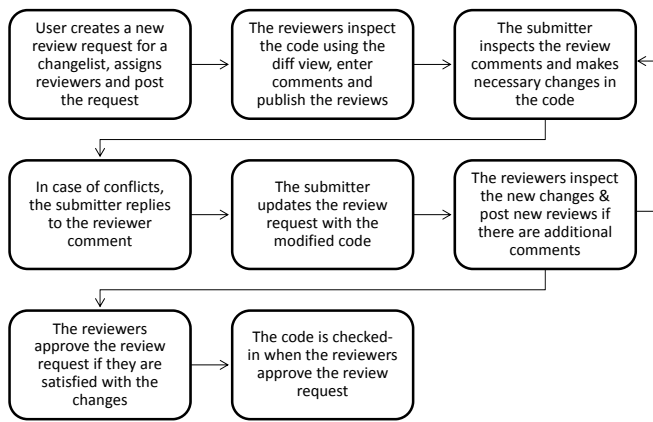 User creates a new
review request for a
changelist, assigns
reviewers and post
the request
The reviewers inspect
the code using the
diff view, enter
comments and
publish the reviews
The submitter
inspects the review
comments and makes
necessary changes in
the code
In case of conflicts,
the submitter replies
to the reviewer
comment
The submitter
updates the review
request with the
modified code
The reviewers inspect
the new changes &
post new reviews if
there are additional
comments
The reviewers
approve the review
request if they are
satisfied with the
changes
The code is checked-
in when the reviewers
approve the review
request